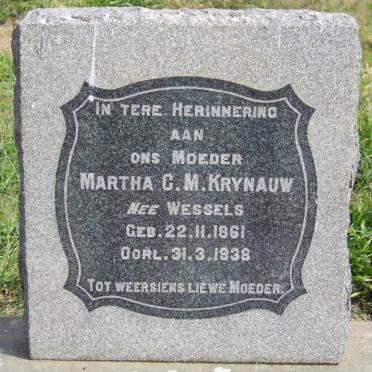 In tere Herinnering
aan
ons Moeder
Martha C. M. Krynauw
nee Wessels
Geb. 22.11.1861
Oorl. 31.3.1938
Tot weersiens liewe Moeder.